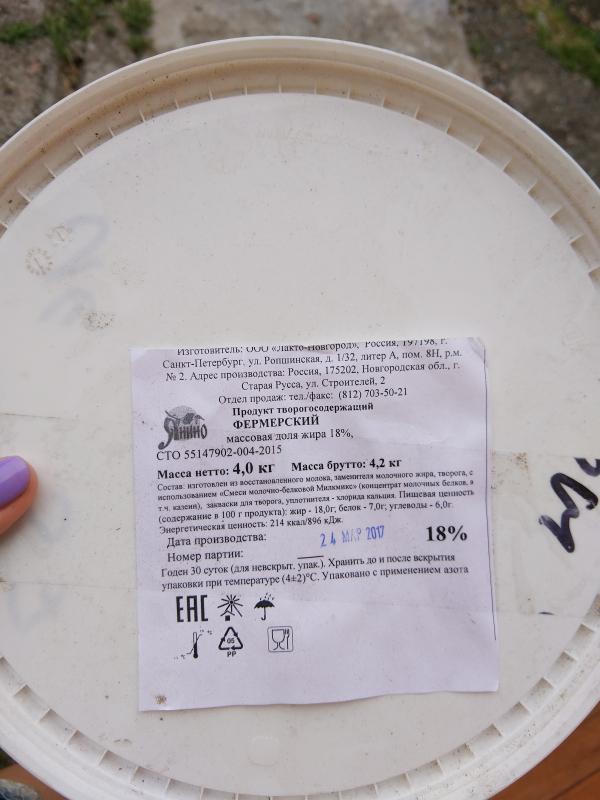 Изготовитель: ООО «Лакто-Новгород», Россия, 197198, г.
Санкт-Петербург, ул. Ропшинская, д. 1/32, литер А, пом. 8Н, р.м.
№ 2. Адрес производства: Россия, 175202, Новгородская обл., г.
Старая Русса, ул. Строителей, 2
Отдел продаж: тел./факс: (812) 703-50-21
Продукт творогосодержащий
ФЕРМЕРСКИЙ
массовая доля жира 18%,
ЯНИНО
СТО 55147902-004-2015
Масса нетто: 4,0 кг Масса брутто: 4,2 кг
Состав: изготовлен из восстановленного молока, заменителя молочного жира, творога, с
использованием «Смеси молочно-белковой Милкмикс» (концентрат молочных белков, в
т.ч. казеин), закваски для творога, уплотнителя - хлорида кальция. Пищевая ценность
(содержание в 100 г продукта): жир - 18,0г; белок - 7,0г; углеводы - 6,0г.
Энергетическая ценность: 214 ккал/896 кДж.
Дата производства: 24 МАР 2017 18%
Номер партии:
Годен 30 суток (для невскрыт. упак.). Хранить до и после вскрытия
упаковки при температуре (4±2)°С. Упаковано с применением азота
EAC
05
PP